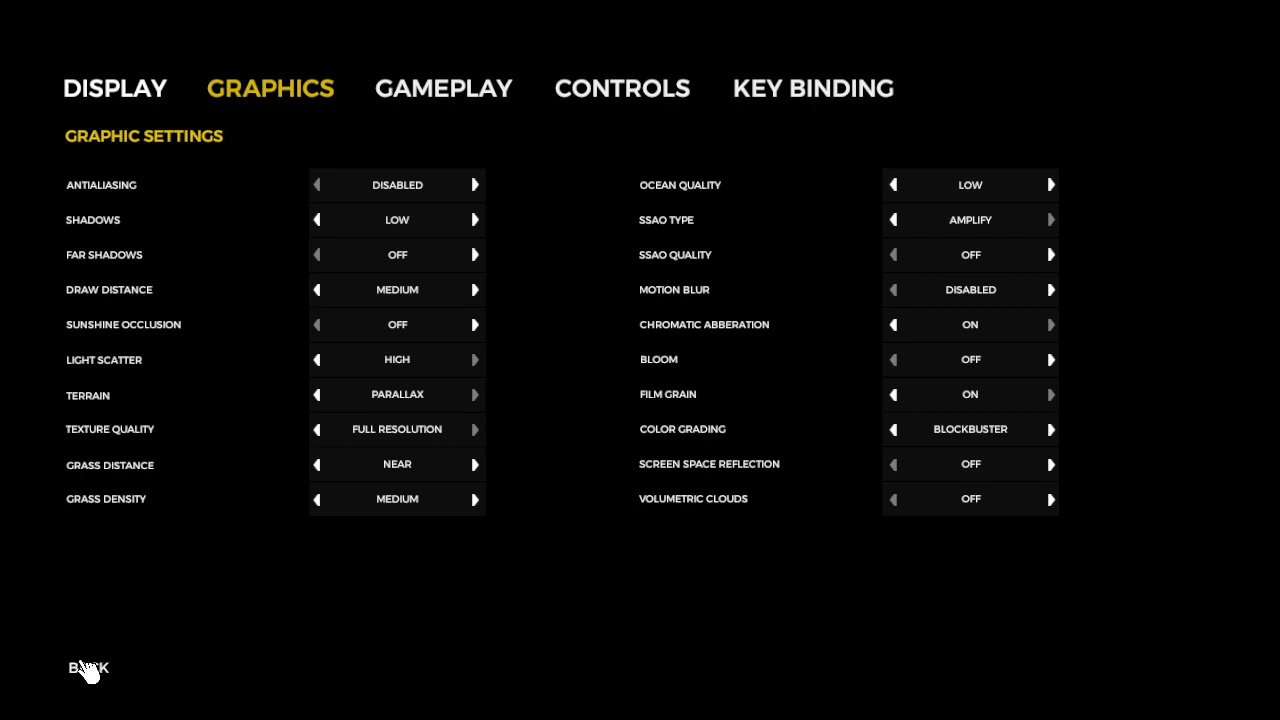 DISPLAY GRAPHICS GAMEPLAY CONTROLS KEY BINDING
GRAPHIC SETTINGS
ANTIALIASING DISABLED
SHADOWS LOW
FAR SHADOWS OFF
DRAW DISTANCE MEDIUM
SUNSHINE OCCLUSION OFF
LIGHT SCATTER HIGH
TERRAIN PARALLAX
TEXTURE QUALITY FULL RESOLUTION
GRASS DISTANCE NEAR
GRASS DENSITY MEDIUM
OCEAN QUALITY LOW
SSAO TYPE AMPLIFY
SSAO QUALITY OFF
MOTION BLUR DISABLED
CHROMATIC ABBERATION ON
BLOOM OFF
FILM GRAIN ON
COLOR GRADING BLOCKBUSTER
SCREEN SPACE REFLECTION OFF
VOLUMETRIC CLOUDS OFF
BACK